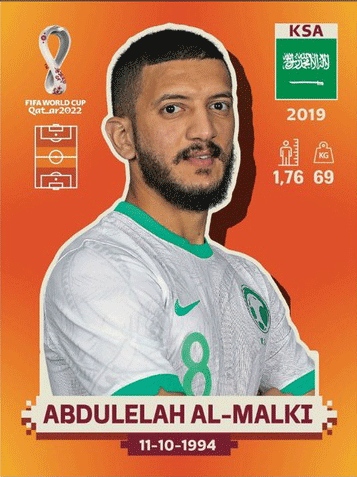 KSA
FIFA WORLD CUP
Qatar2022
2019
KG
1,76 69
8
ABDULELAH AL-MALKI
11-10-1994